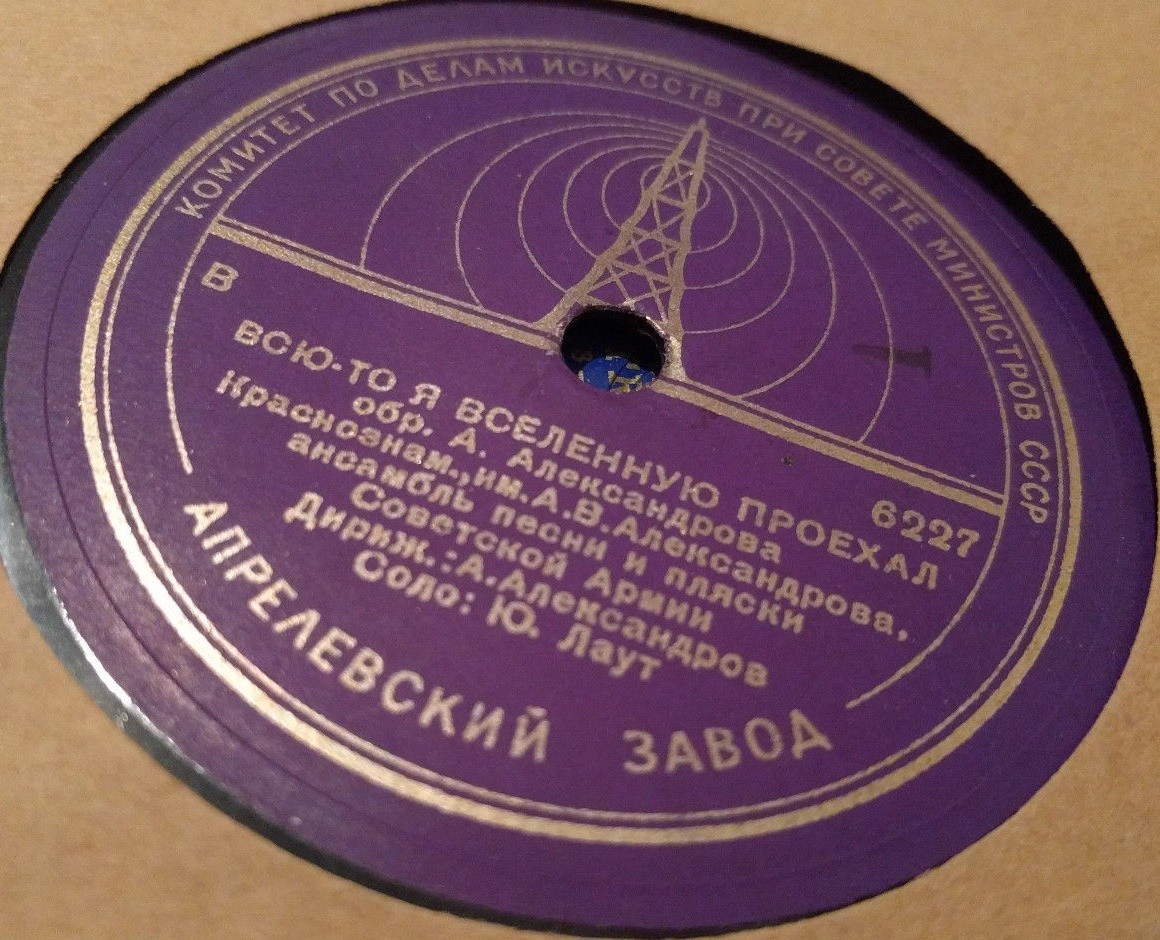 КОМИТЕТ ПО ДЕЛАМ ИСКУССТВ ПРИ СОВЕТЕ МИНИСТРОВ СССР
1
В 6227
ВСЮ-ТО Я ВСЕЛЕННУЮ ПРОЕХАЛ
обр. А. Александрова
Краснознам., им. А.В. Александрова,
ансамбль песни и пляски
Советской Армии
Дириж.: А. Александров
Соло: Ю. Лаут
АПРЕЛЕВСКИЙ ЗАВОД